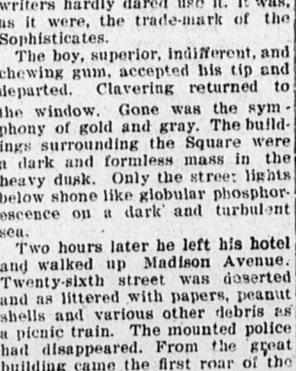 writers hardly dared use it. It was,
as it were, the trade-mark of the
Sophisticates.
The boy, superior, indifferent, and
chewing gum, accepted his tip and
departed. Clavering returned to
the window. Gone was the sym-
phony of gold and gray. The build-
ings surrounding the Square were
a dark and formless mass in the
heavy dusk. Only the street lights
below shone like globular phosphor-
escence on a dark and turbulent
sea.
Two hours later he left his hotel
and walked up Madison Avenue.
Twenty-sixth street was deserted
and as littered with papers, peanut
shells and various other debris as
a picnic train. The mounted police
had disappeared. From the great
building came the first roar of the